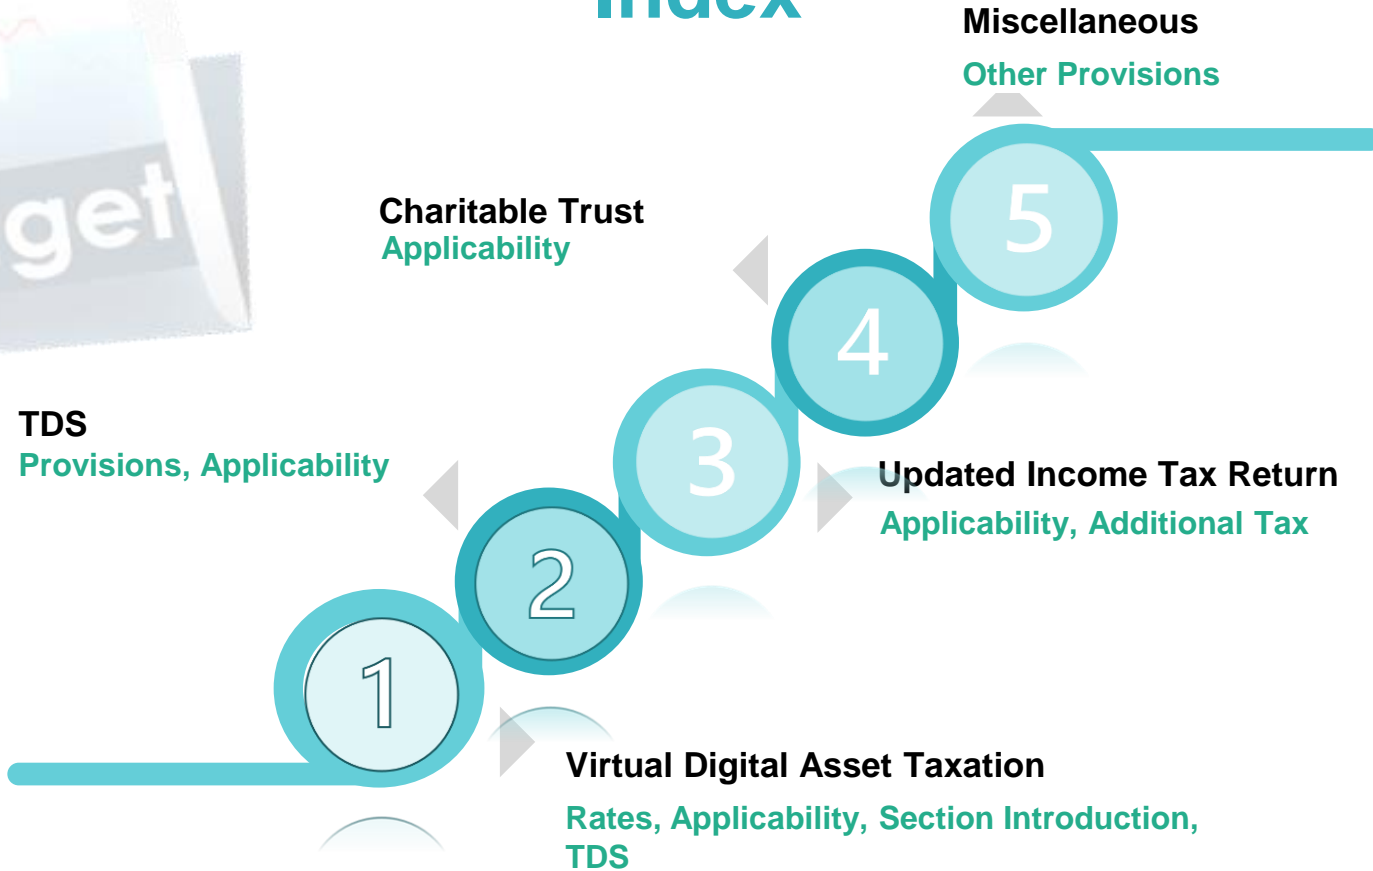 Index
Miscellaneous
Other Provisions
get
5
Charitable Trust
Applicability
4
TDS
Provisions, Applicability
3
Updated Income Tax Return
Applicability, Additional Tax
2
1
Virtual Digital Asset Taxation
Rates, Applicability, Section Introduction,
TDS